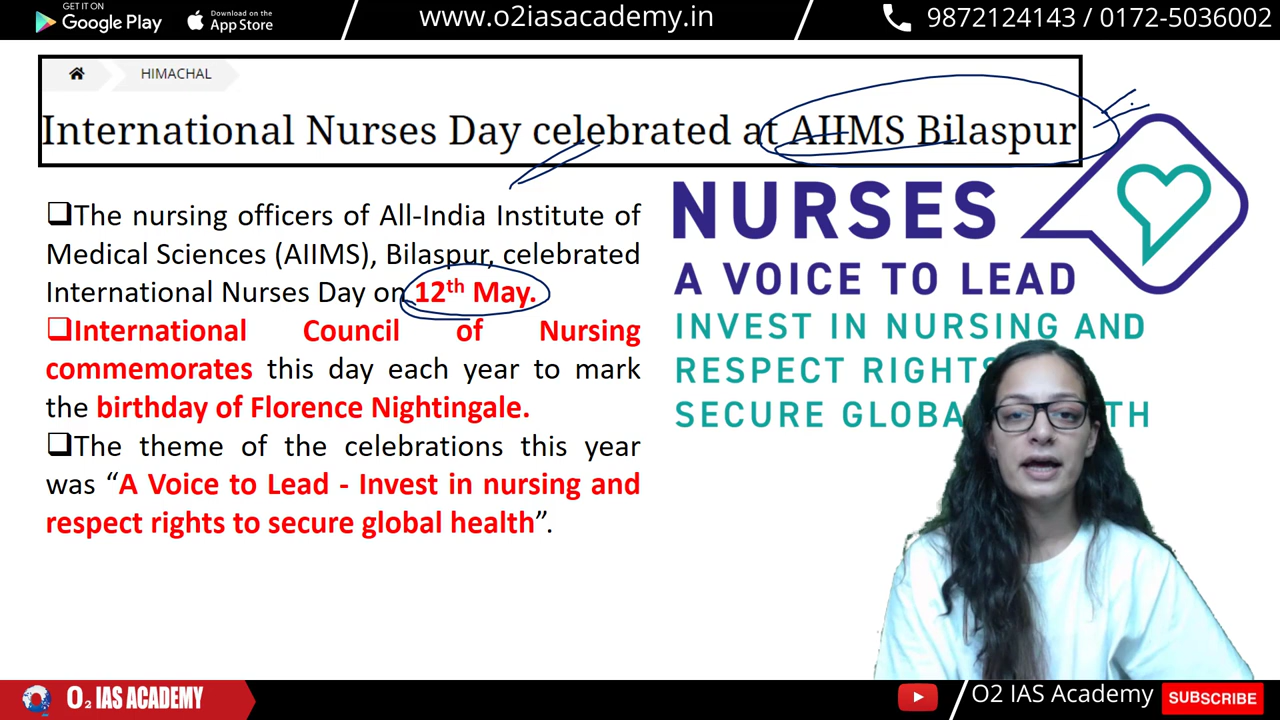 GET IT ON
Google Play
Download on the
App Store
www.o2iasacademy.in
9872124143 / 0172-5036002
HIMACHAL
International Nurses Day celebrated at AIIMS Bilaspur
❑The nursing officers of All-India Institute of
Medical Sciences (AIIMS), Bilaspur, celebrated
International Nurses Day on 12th May.
❑International Council of Nursing
commemorates this day each year to mark
the birthday of Florence Nightingale.
❑The theme of the celebrations this year
was “A Voice to Lead - Invest in nursing and
respect rights to secure global health”.
NURSES
A VOICE TO LEAD
INVEST IN NURSING AND
RESPECT RIGHTS
SECURE GLOBA TH
O2 IAS ACADEMY
O2 IAS Academy
SUBSCRIBE